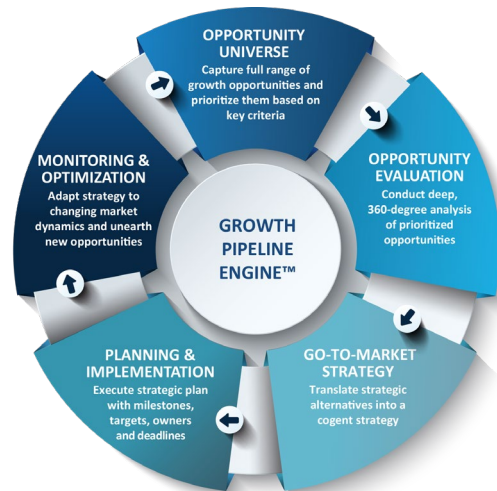 OPPORTUNITY
UNIVERSE
Capture full range of
growth opportunities and
prioritize them based on
key criteria
OPPORTUNITY
EVALUATION
Conduct deep,
360-degree analysis
of prioritized
opportunities
GO-TO-MARKET
STRATEGY
Translate strategic
alternatives into a
cogent strategy
PLANNING &
IMPLEMENTATION
Execute strategic plan
with milestones,
targets, owners
and deadlines
MONITORING &
OPTIMIZATION
Adapt strategy to
changing market
dynamics and unearth
new opportunities
GROWTH
PIPELINE
ENGINE™